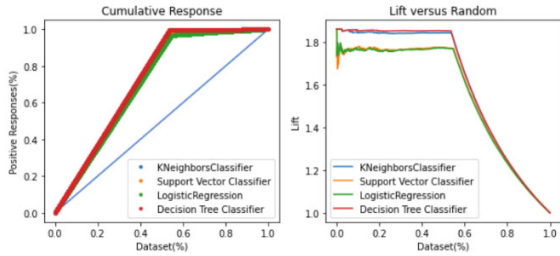 Cumulative Response
Positive Responses(%)
1.0
0.8
0.6
0.4
0.2
0.0
KNeighborsClassifier
Support Vector Classifier
LogisticRegression
Decision Tree Classifier
0.0 0.2 0.4 0.6 0.8 1.0
Dataset(%)
Lift versus Random
Lift
1.8
1.6
1.4
1.2
1.0
KNeighborsClassifier
Support Vector Classifier
LogisticRegression
Decision Tree Classifier
0.0 0.2 0.4 0.6 0.8 1.0
Dataset(%)